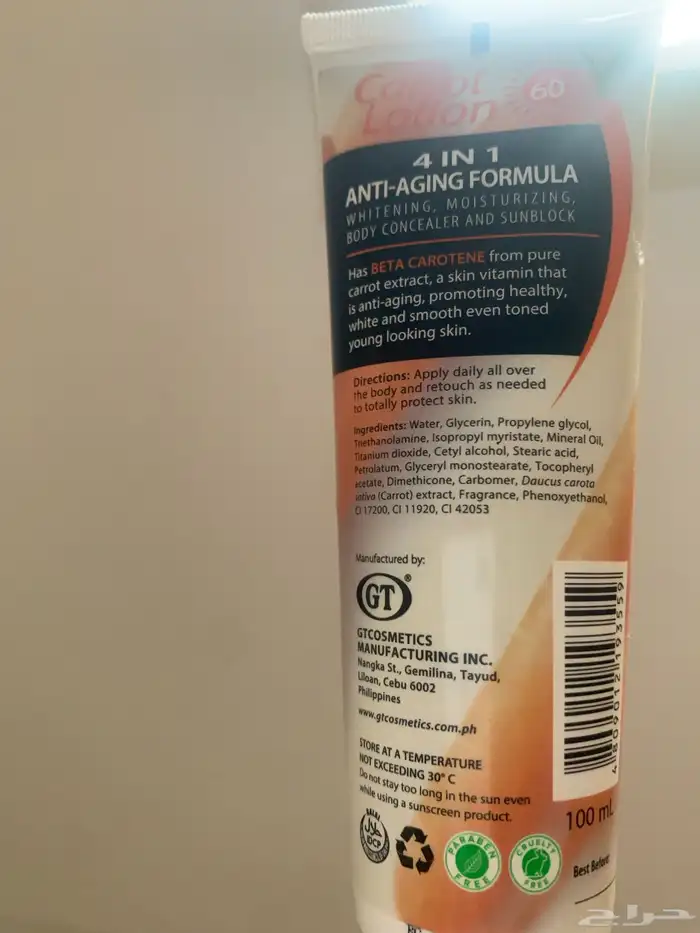 Carrot
Lotion 60
4 IN 1
ANTI-AGING FORMULA
WHITENING, MOISTURIZING,
BODY CONCEALER AND SUNBLOCK
Has BETA CAROTENE from pure
carrot extract, a skin vitamin that
is anti-aging, promoting healthy,
white and smooth even toned
young looking skin.
Directions: Apply daily all over
the body and retouch as needed
to totally protect skin.
Ingredients: Water, Glycerin, Propylene glycol,
Triethanolamine, Isopropyl myristate, Mineral Oil,
Titanium dioxide, Cetyl alcohol, Stearic acid,
Petrolatum, Glyceryl monostearate, Tocopheryl
acetate, Dimethicone, Carbomer, Daucus carota
sativa (Carrot) extract, Fragrance, Phenoxyethanol,
CI 17200, CI 11920, CI 42053
Manufactured by:
GT®
GTCOSMETICS
MANUFACTURING INC.
Nangka St., Gemilina, Tayud,
Liloan, Cebu 6002
Philippines
www.gtcosmetics.com.ph
STORE AT A TEMPERATURE
NOT EXCEEDING 30° C
Do not stay too long in the sun even
while using a sunscreen product.
4 809012 193559
100 mL
HALAL
حلال
IDCP
PARABEN
FREE
CRUELTY
FREE
Best Before:
حراج